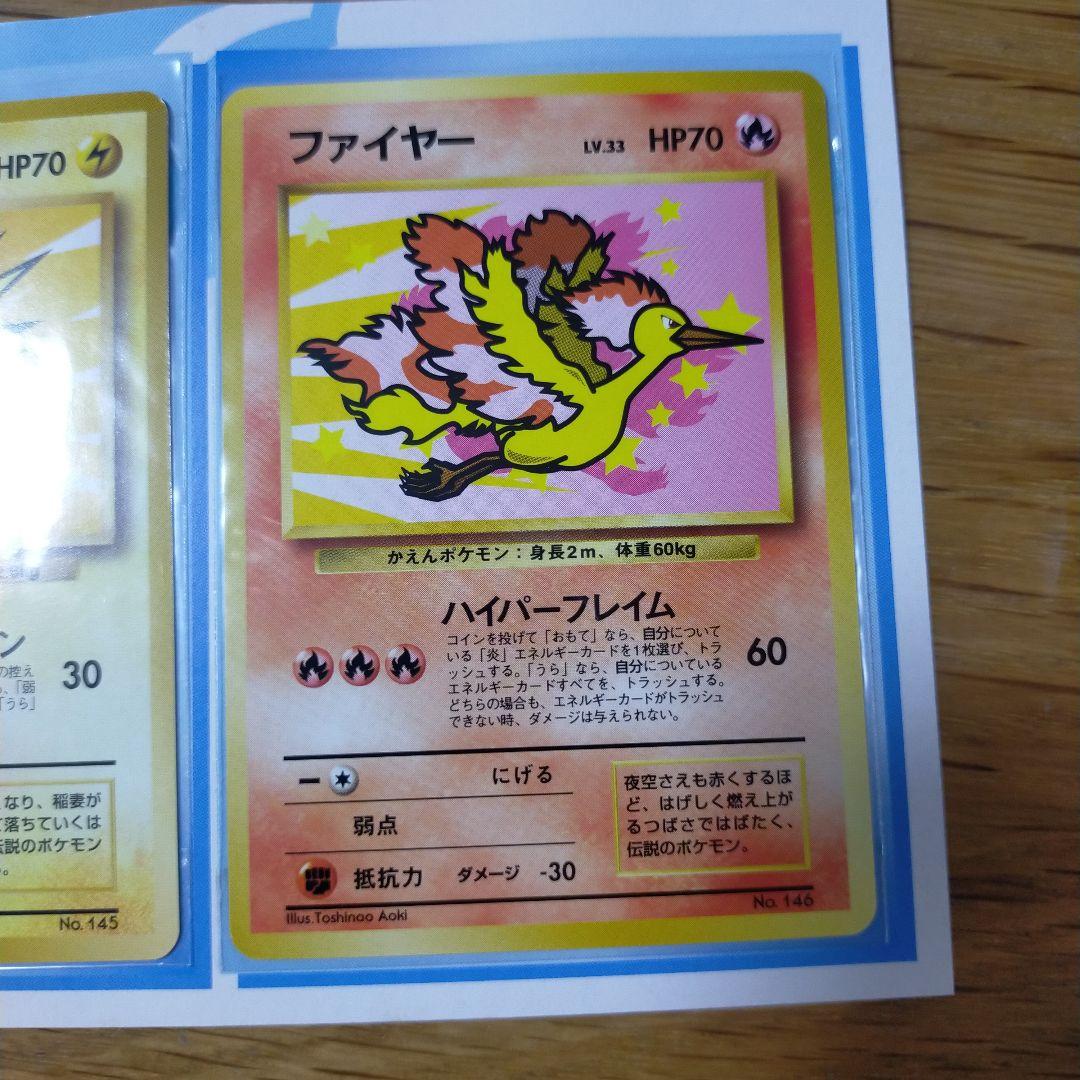 HP70
ン
の控え
、「弱
「うら」
30
なり、稲妻が
て落ちていくは
伝説のポケモン
。
No. 145
ファイヤー LV.33 HP70
かえんポケモン：身長2m、体重60kg
ハイパーフレイム
コインを投げて「おもて」なら、自分について
いる「炎」エネルギーカードを1枚選び、トラ
ッシュする。「うら」なら、自分についている
エネルギーカードすべてを、トラッシュする。
どちらの場合も、エネルギーカードがトラッシュ
できない時、ダメージは与えられない。
60
にげる
弱点
抵抗力 ダメージ -30
夜空さえも赤くするほ
ど、はげしく燃え上が
るつばさではばたく、
伝説のポケモン。
Illus.Toshinao Aoki
No. 146